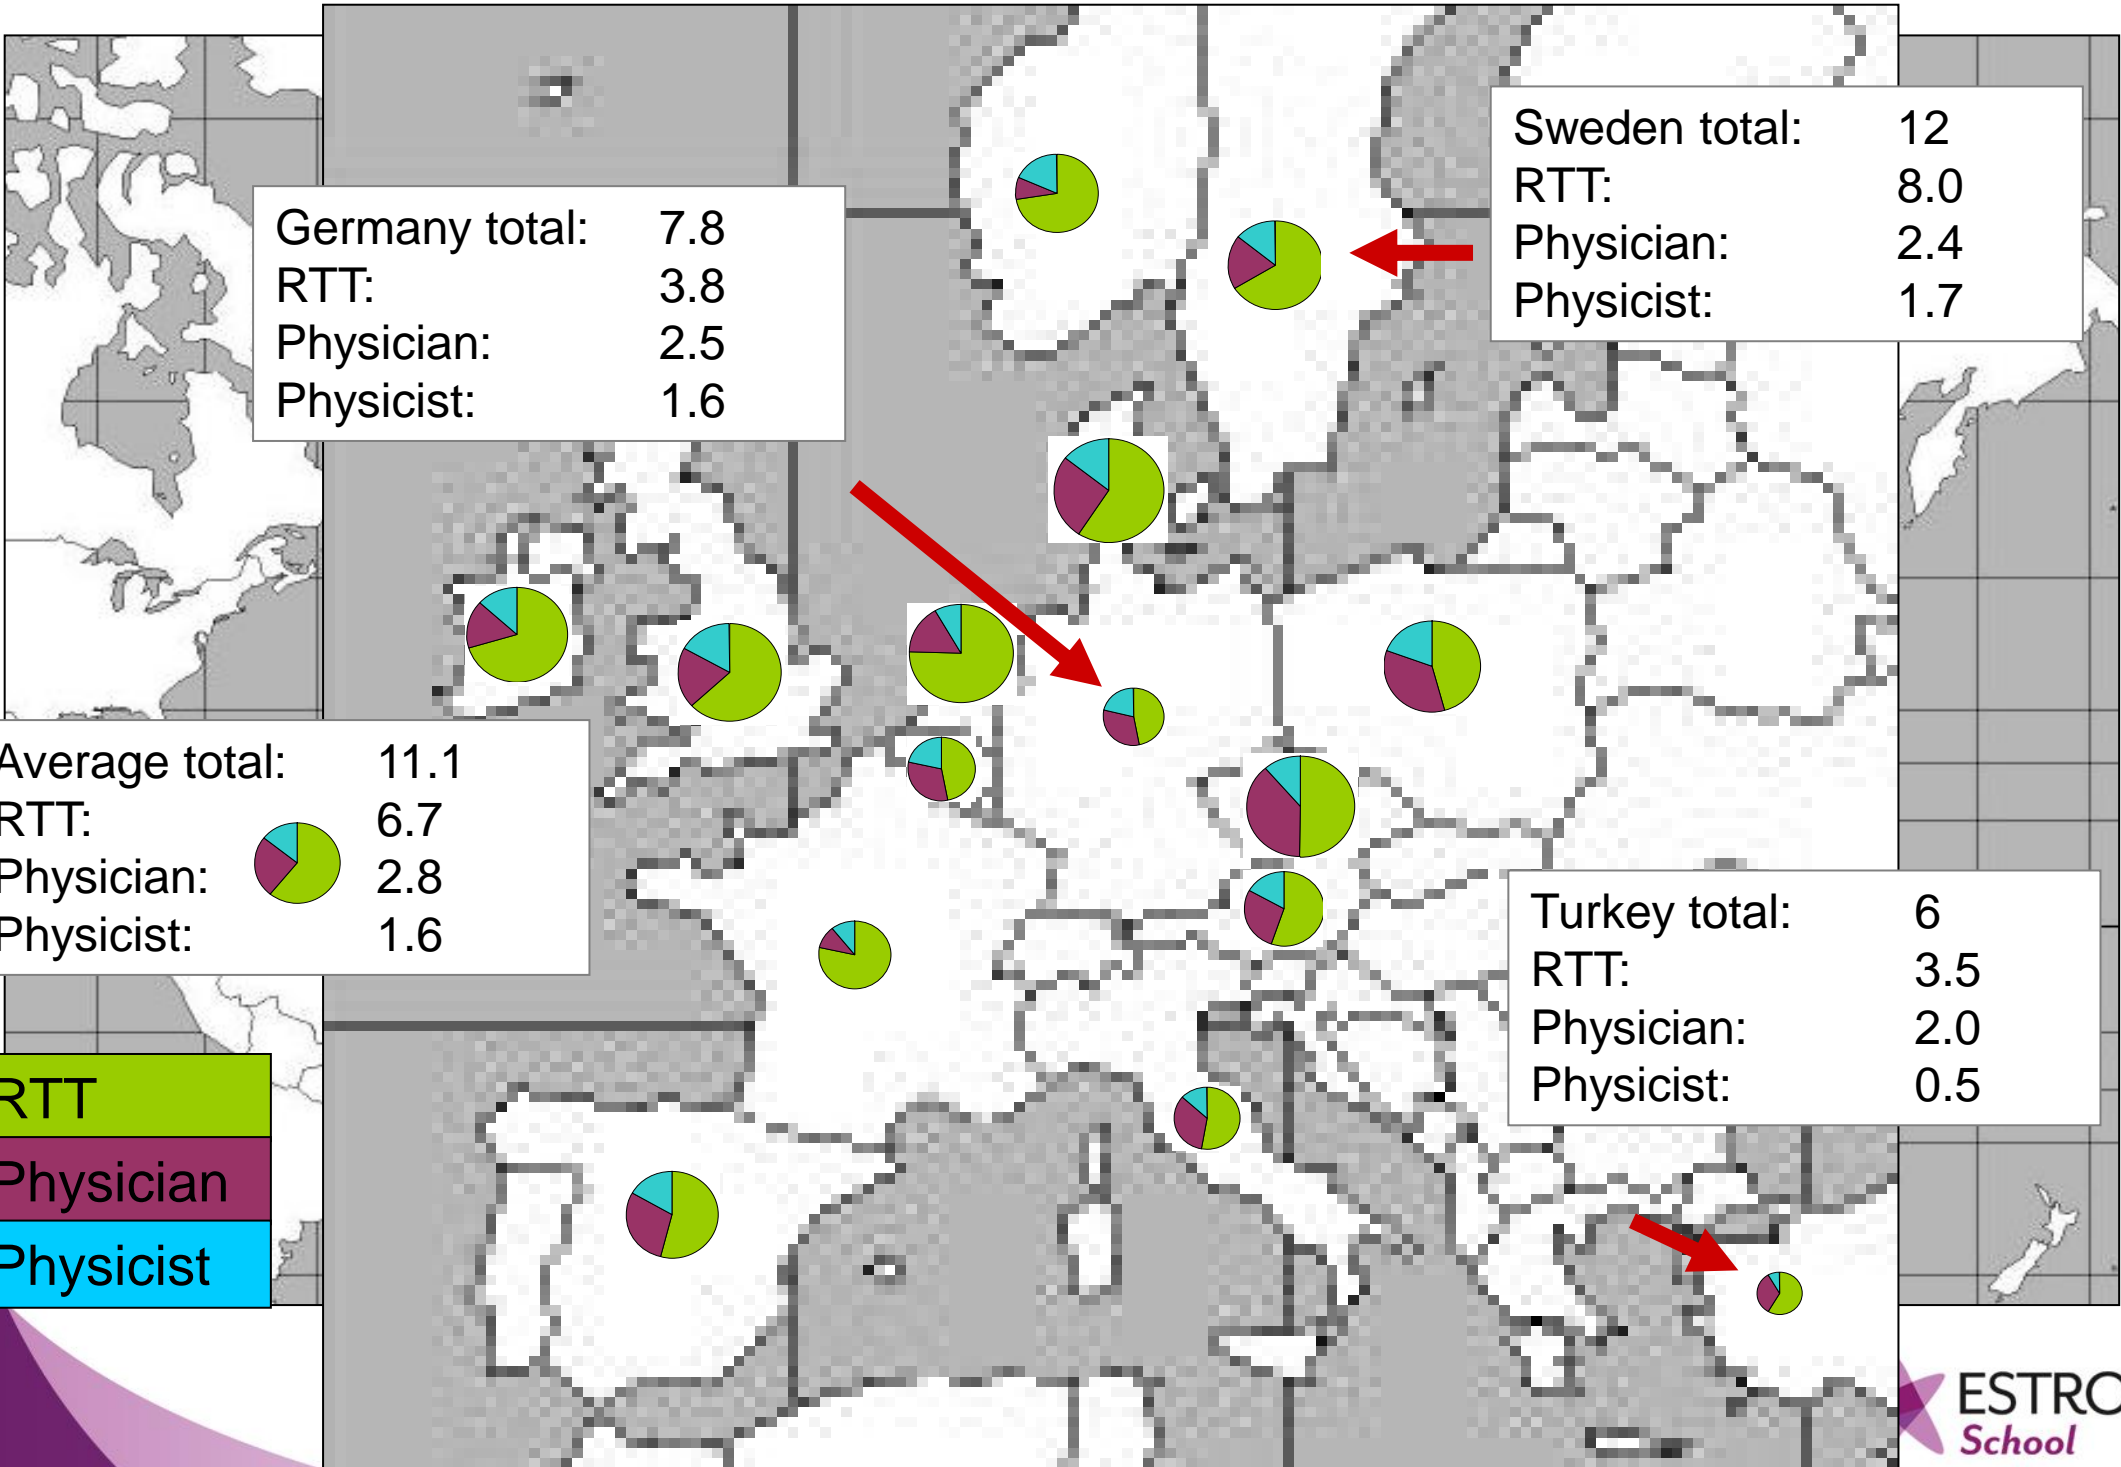 Sweden total: 12
RTT: 8.0
Physician: 2.4
Physicist: 1.7
Germany total: 7.8
RTT: 3.8
Physician: 2.5
Physicist: 1.6
Average total: 11.1
RTT: 6.7
Physician: 2.8
Physicist: 1.6
Turkey total: 6
RTT: 3.5
Physician: 2.0
Physicist: 0.5
RTT
Physician
Physicist
ESTRO
School